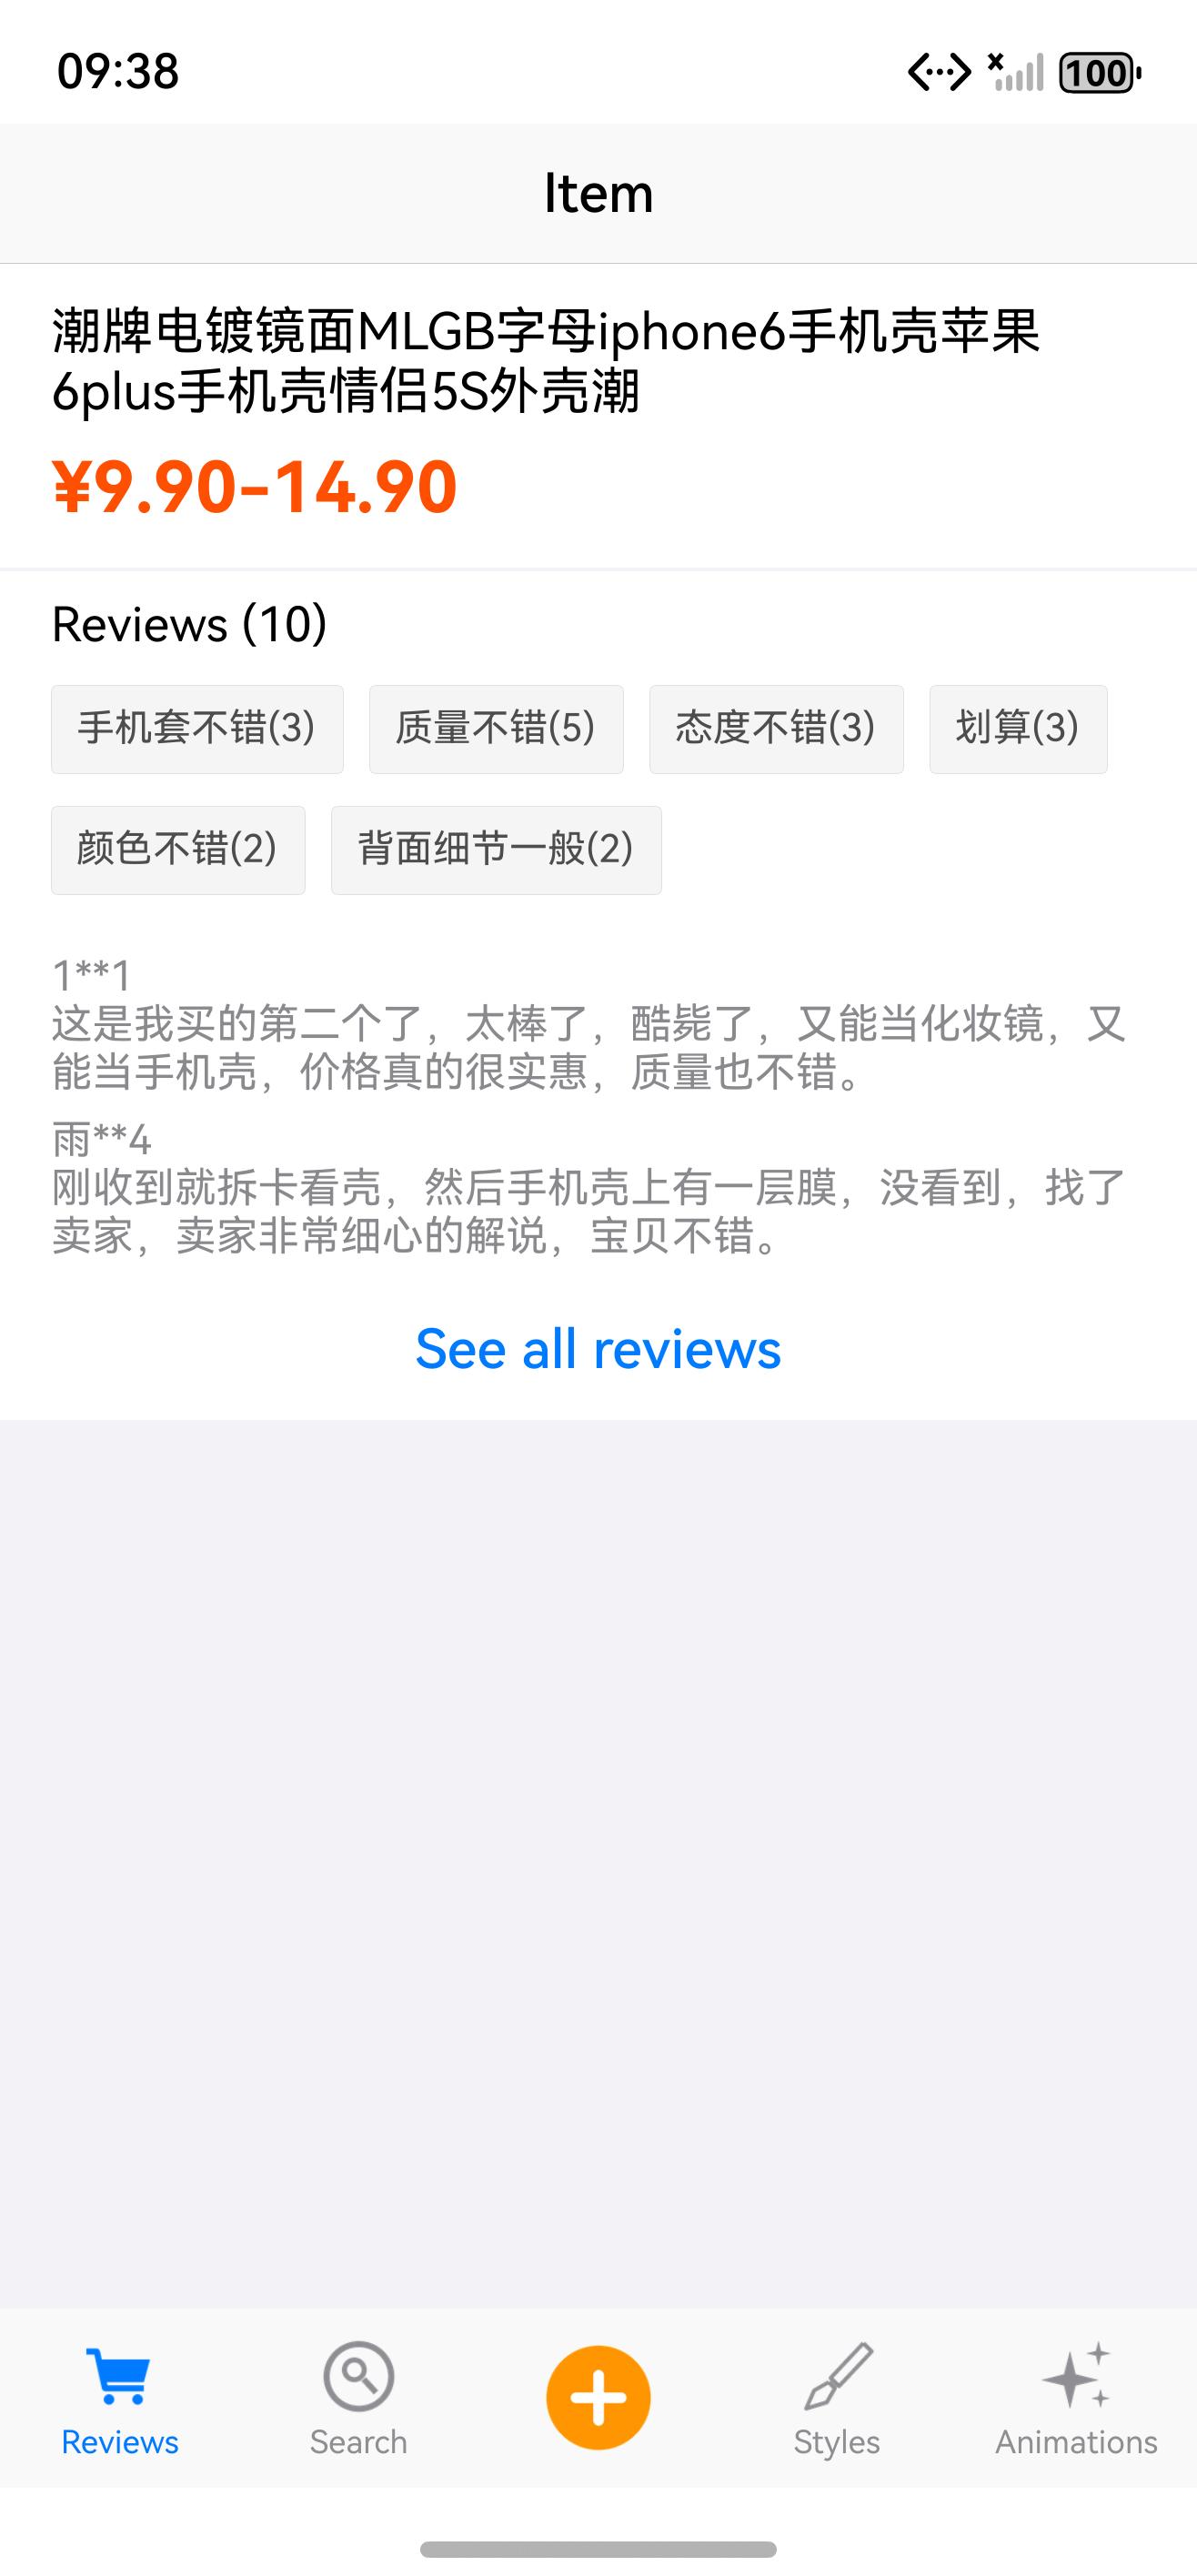 09:38
100
Item
潮牌电镀镜面MLGB字母iphone6手机壳苹果
6plus手机壳情侣5S外壳潮
¥9.90-14.90
Reviews (10)
手机套不错(3) 质量不错(5) 态度不错(3) 划算(3)
颜色不错(2) 背面细节一般(2)
1**1
这是我买的第二个了，太棒了，酷毙了，又能当化妆镜，又
能当手机壳，价格真的很实惠，质量也不错。
雨**4
刚收到就拆卡看壳，然后手机壳上有一层膜，没看到，找了
卖家，卖家非常细心的解说，宝贝不错。
See all reviews
Reviews Search Styles Animations